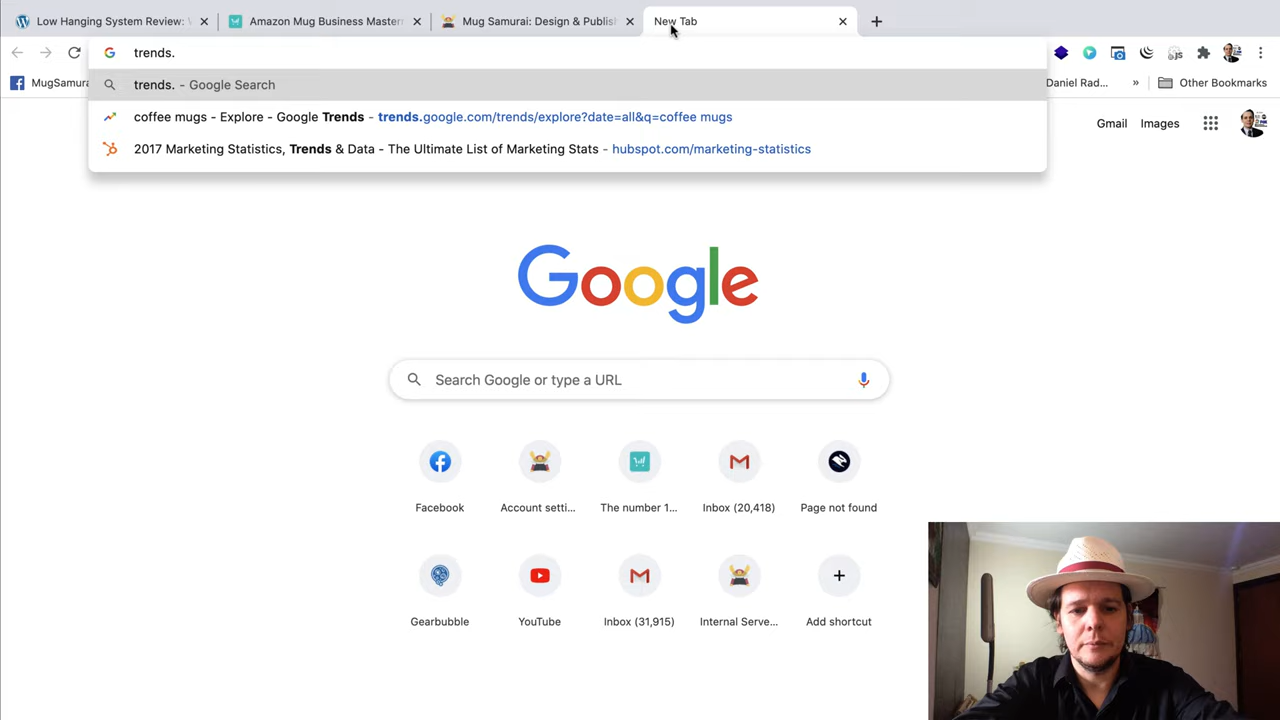 Low Hanging System Review:
Amazon Mug Business Master
Mug Samurai: Design & Publish
New Tab
trends.
MugSamura
Daniel Rad...
»
Other Bookmarks
trends. - Google Search
coffee mugs - Explore - Google Trends - trends.google.com/trends/explore?date=all&q=coffee mugs
2017 Marketing Statistics, Trends & Data - The Ultimate List of Marketing Stats - hubspot.com/marketing-statistics
Gmail Images
Google
Search Google or type a URL
Facebook
Account setti...
The number 1...
Inbox (20,418)
Page not found
Gearbubble
YouTube
Inbox (31,915)
Internal Serve...
Add shortcut